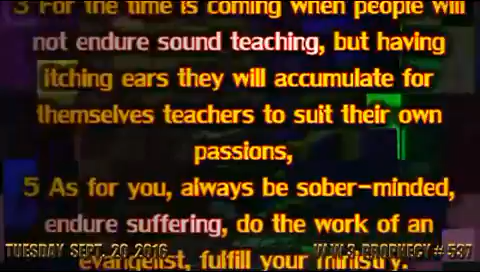 3 For the time is coming when people will
not endure sound teaching, but having
itching ears they will accumulate for
themselves teachers to suit their own
passions,
5 As for you, always be sober-minded,
endure suffering, do the work of an
TUESDAY SEPT. 20 2016
WW 3 PROPHECY # 537
evangelist, fulfill your ministry.